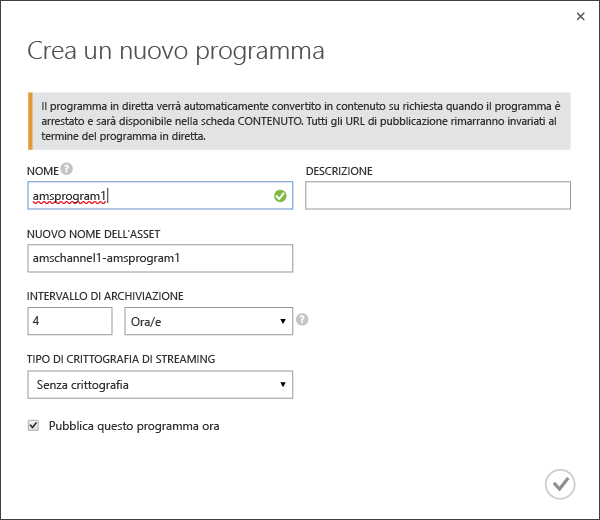 Crea un nuovo programma
Il programma in diretta verrà automaticamente convertito in contenuto su richiesta quando il programma è
arrestato e sarà disponibile nella scheda CONTENUTO. Tutti gli URL di pubblicazione rimarranno invariati al
termine del programma in diretta.
NOME ?
DESCRIZIONE
amsprogram1
NUOVO NOME DELL'ASSET
amschannel1-amsprogram1
INTERVALLO DI ARCHIVIAZIONE
4 Ora/e ?
TIPO DI CRITTOGRAFIA DI STREAMING
Senza crittografia
Pubblica questo programma ora